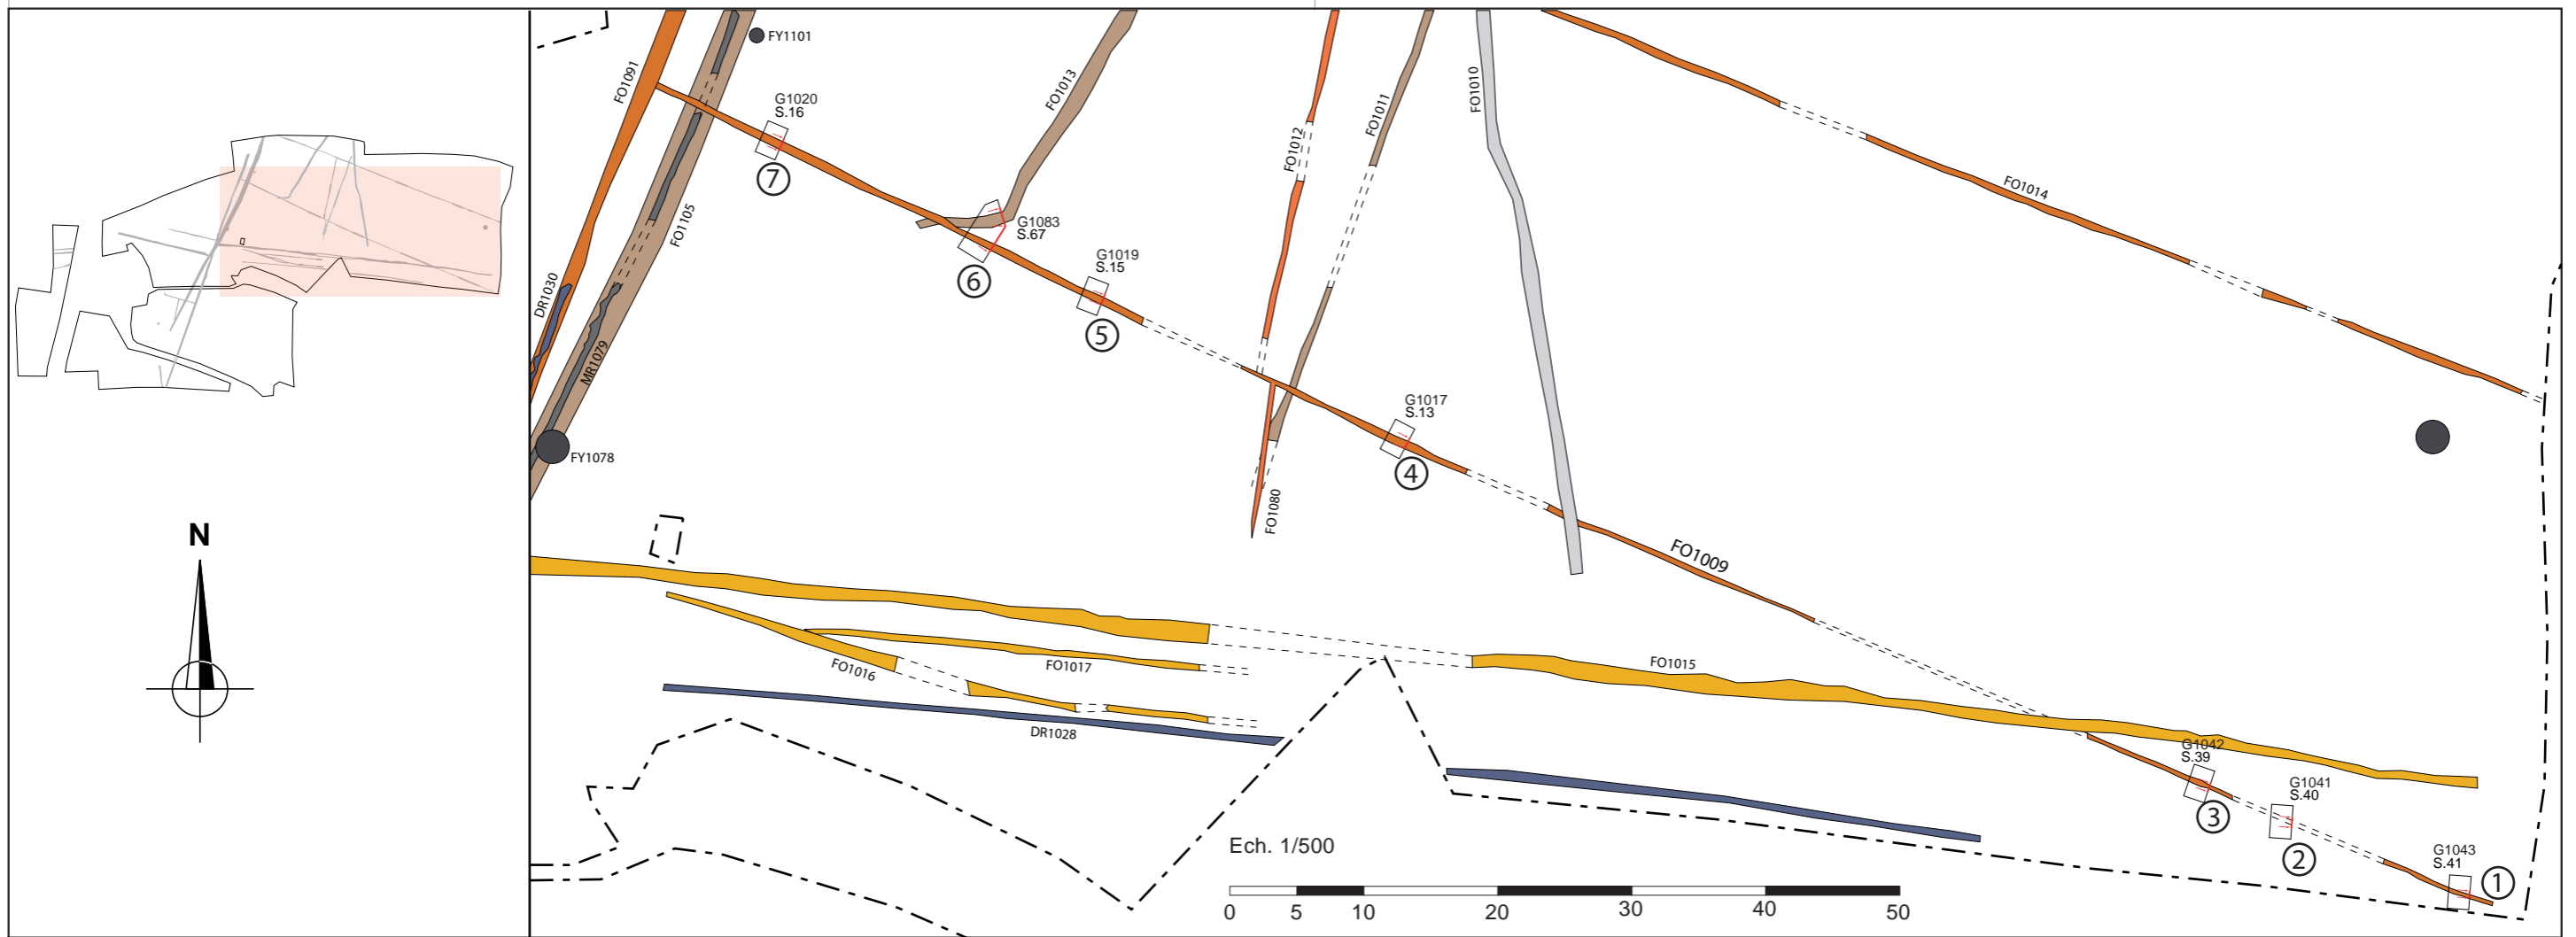 N
FY1101
FO1091
G1020
S.16
⑦
FO1013
FO1012
FO1011
FO1010
FO1014
FO1105
G1083
S.67
⑥
G1019
S.15
⑤
DR1030
MR1079
FY1078
G1017
S.13
④
FO1080
FO1009
FO1016
FO1017
FO1015
DR1028
G1042
S.39
③
G1041
S.40
②
G1043
S.41
①
Ech. 1/500
0 5 10 20 30 40 50